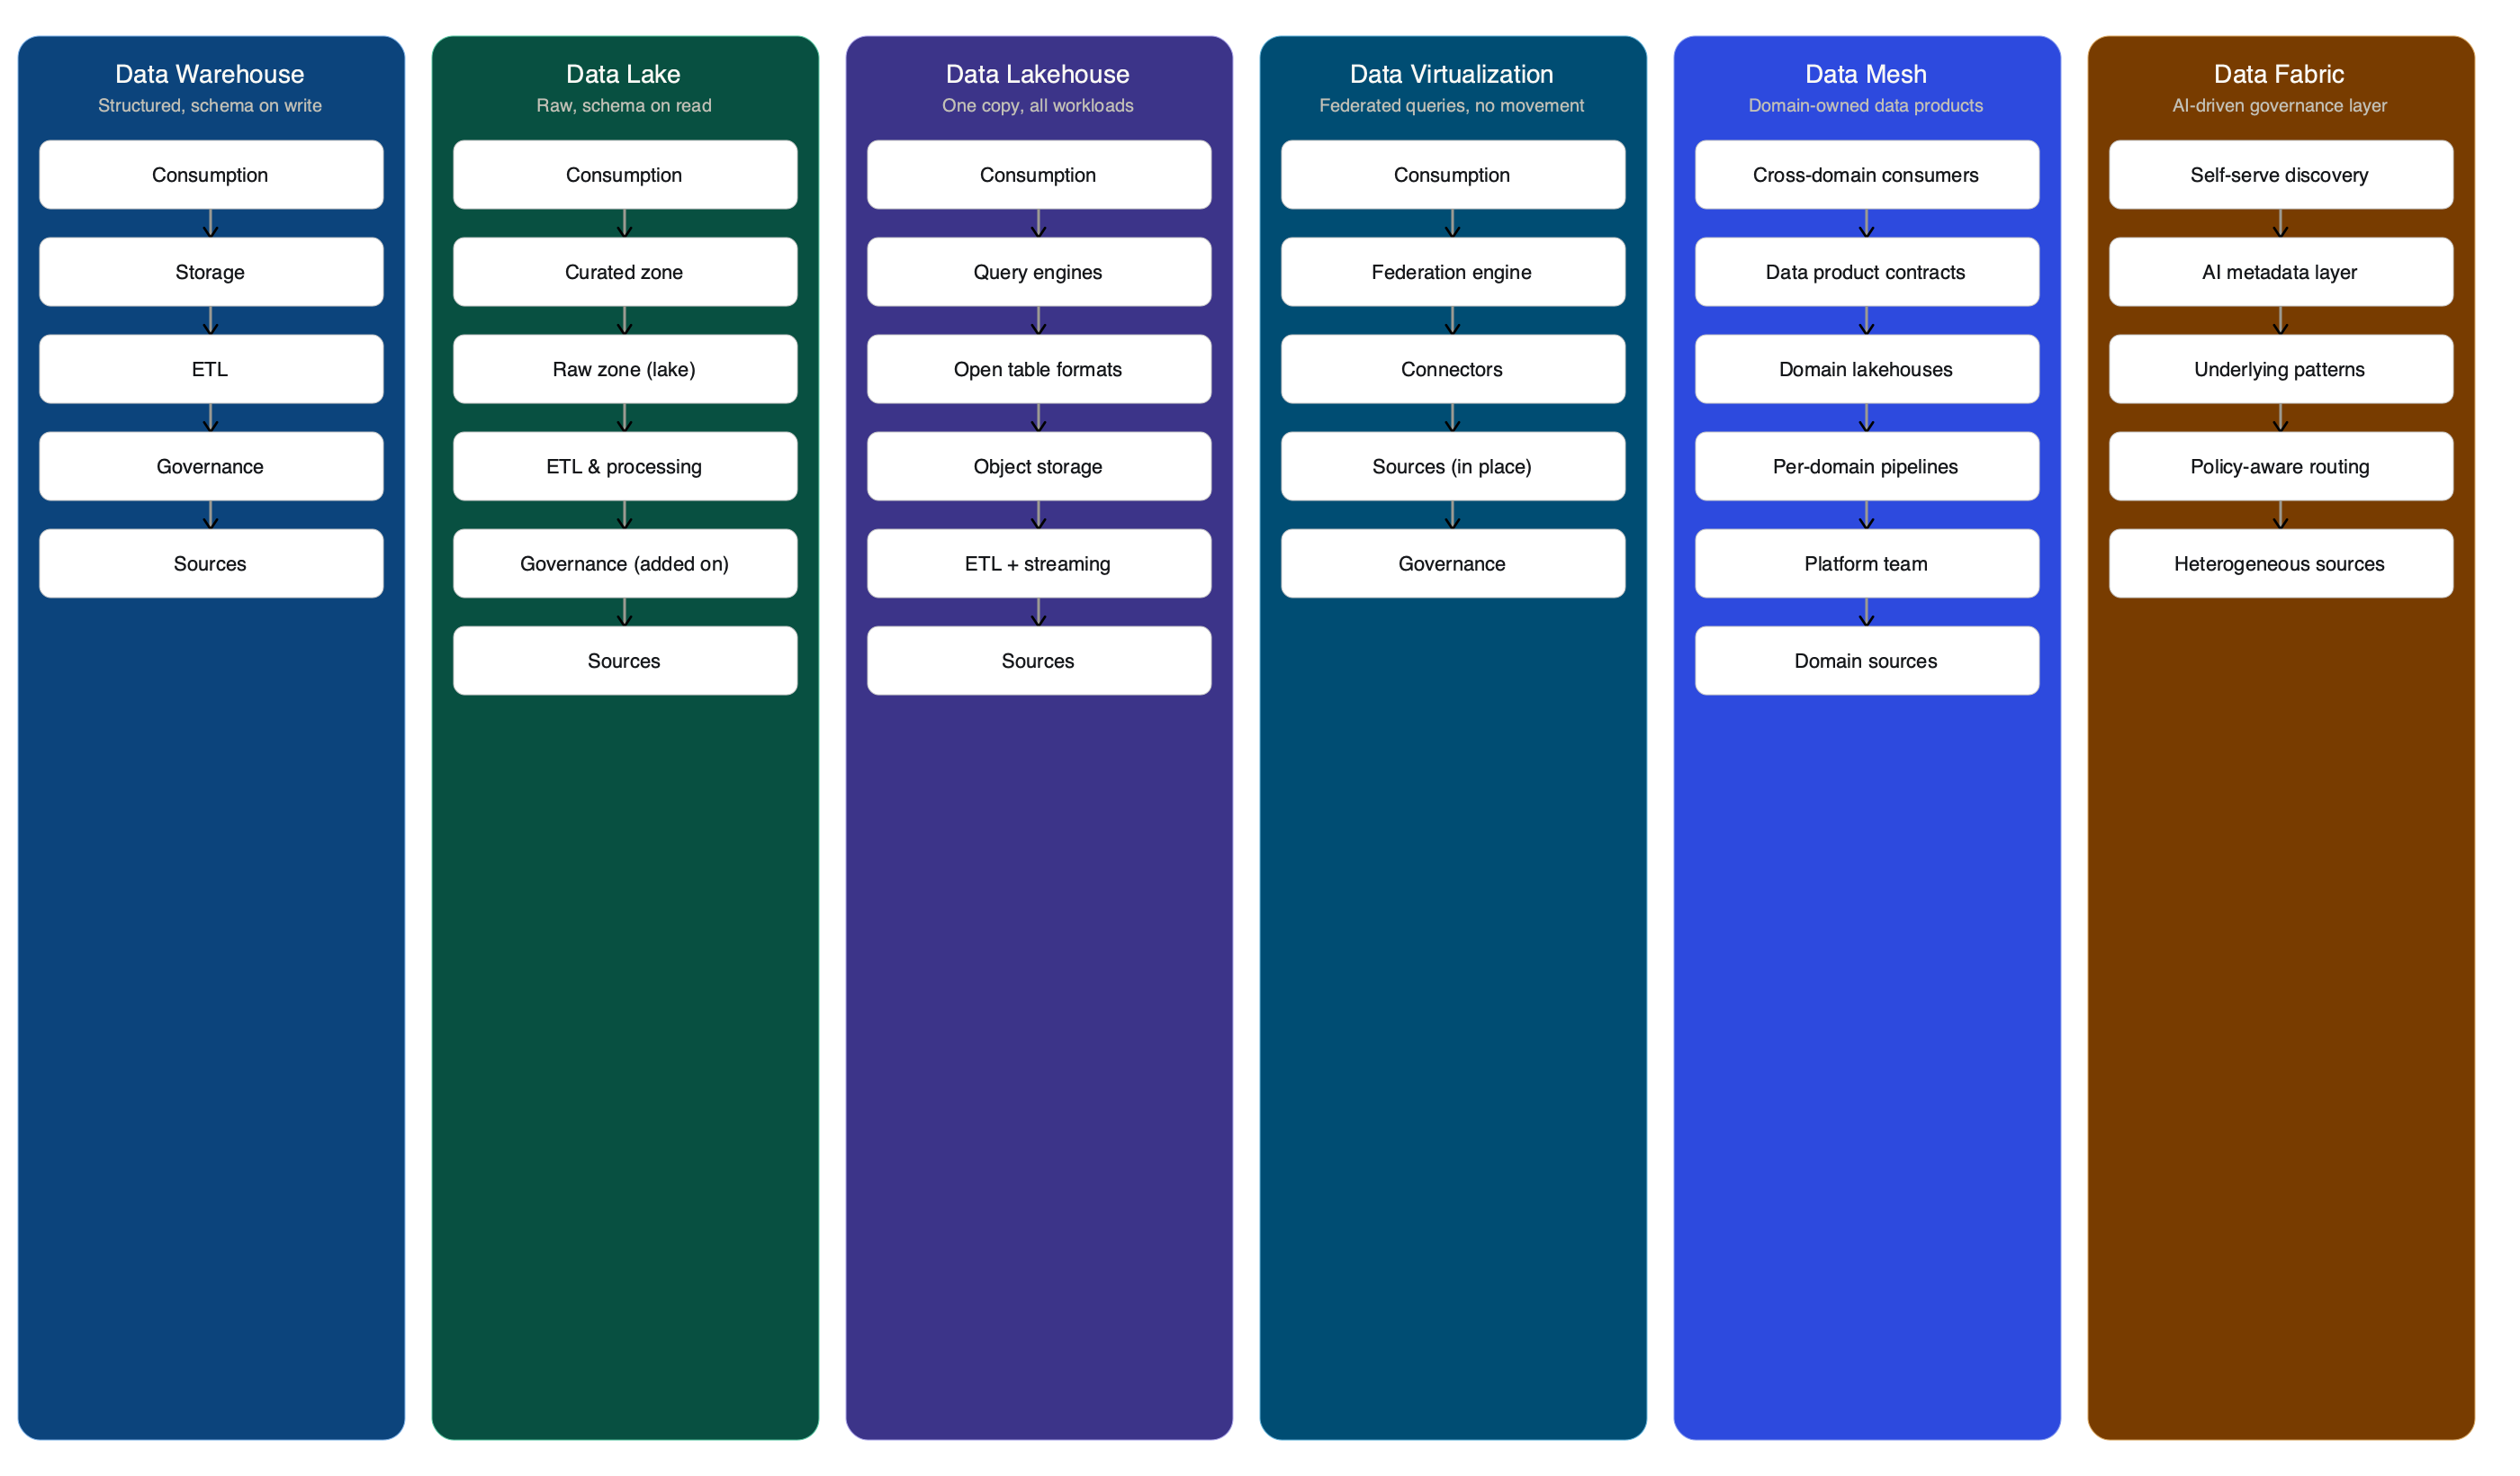 Data Warehouse
Structured, schema on write
Consumption
Storage
ETL
Governance
Sources
Data Lake
Raw, schema on read
Consumption
Curated zone
Raw zone (lake)
ETL & processing
Governance (added on)
Sources
Data Lakehouse
One copy, all workloads
Consumption
Query engines
Open table formats
Object storage
ETL + streaming
Sources
Data Virtualization
Federated queries, no movement
Consumption
Federation engine
Connectors
Sources (in place)
Governance
Data Mesh
Domain-owned data products
Cross-domain consumers
Data product contracts
Domain lakehouses
Per-domain pipelines
Platform team
Domain sources
Data Fabric
AI-driven governance layer
Self-serve discovery
AI metadata layer
Underlying patterns
Policy-aware routing
Heterogeneous sources